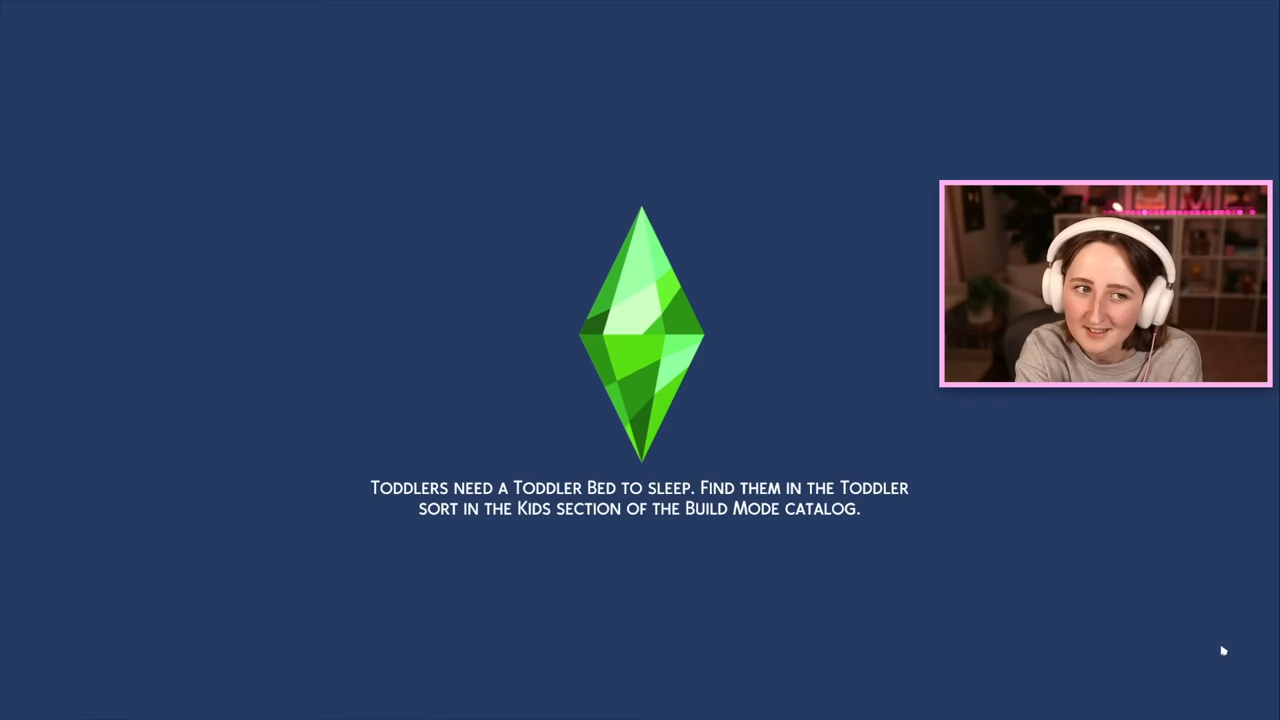 TODDLERS NEED A TODDLER BED TO SLEEP. FIND THEM IN THE TODDLER
SORT IN THE KIDS SECTION OF THE BUILD MODE CATALOG.